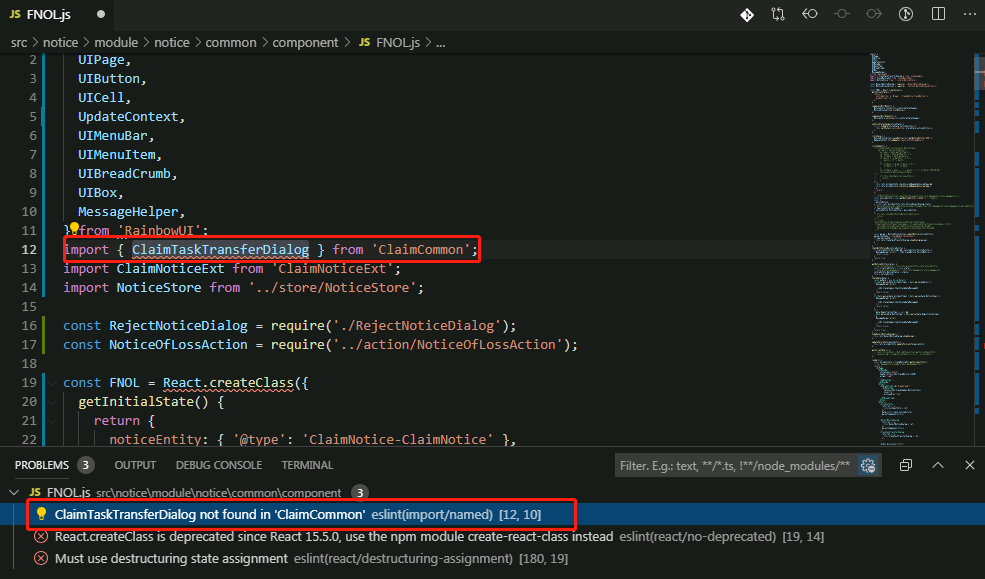 JS FNOL.js
src > notice > module > notice > common > component > JS FNOL.js > ...
2 UIPage,
3 UIButton,
4 UICell,
5 UpdateContext,
6 UIMenuBar,
7 UIMenuItem,
8 UIBreadCrumb,
9 UIBox,
10 MessageHelper,
11 } from 'RainbowUI';
12 import { ClaimTaskTransferDialog } from 'ClaimCommon';
13 import ClaimNoticeExt from 'ClaimNoticeExt';
14 import NoticeStore from '../store/NoticeStore';
15
16 const RejectNoticeDialog = require('./RejectNoticeDialog');
17 const NoticeOfLossAction = require('../action/NoticeOfLossAction');
18
19 const FNOL = React.createClass({
20 getInitialState() {
21 return {
22 noticeEntity: { '@type': 'ClaimNotice-ClaimNotice' },
PROBLEMS 3 OUTPUT DEBUG CONSOLE TERMINAL Filter. E.g.: text, **/*.ts, !**/node_modules/**
JS FNOL.js src\notice\module\notice\common\component 3
ClaimTaskTransferDialog not found in 'ClaimCommon' eslint(import/named) [12, 10]
React.createClass is deprecated since React 15.5.0, use the npm module create-react-class instead eslint(react/no-deprecated) [19, 14]
Must use destructuring state assignment eslint(react/destructuring-assignment) [180, 19]